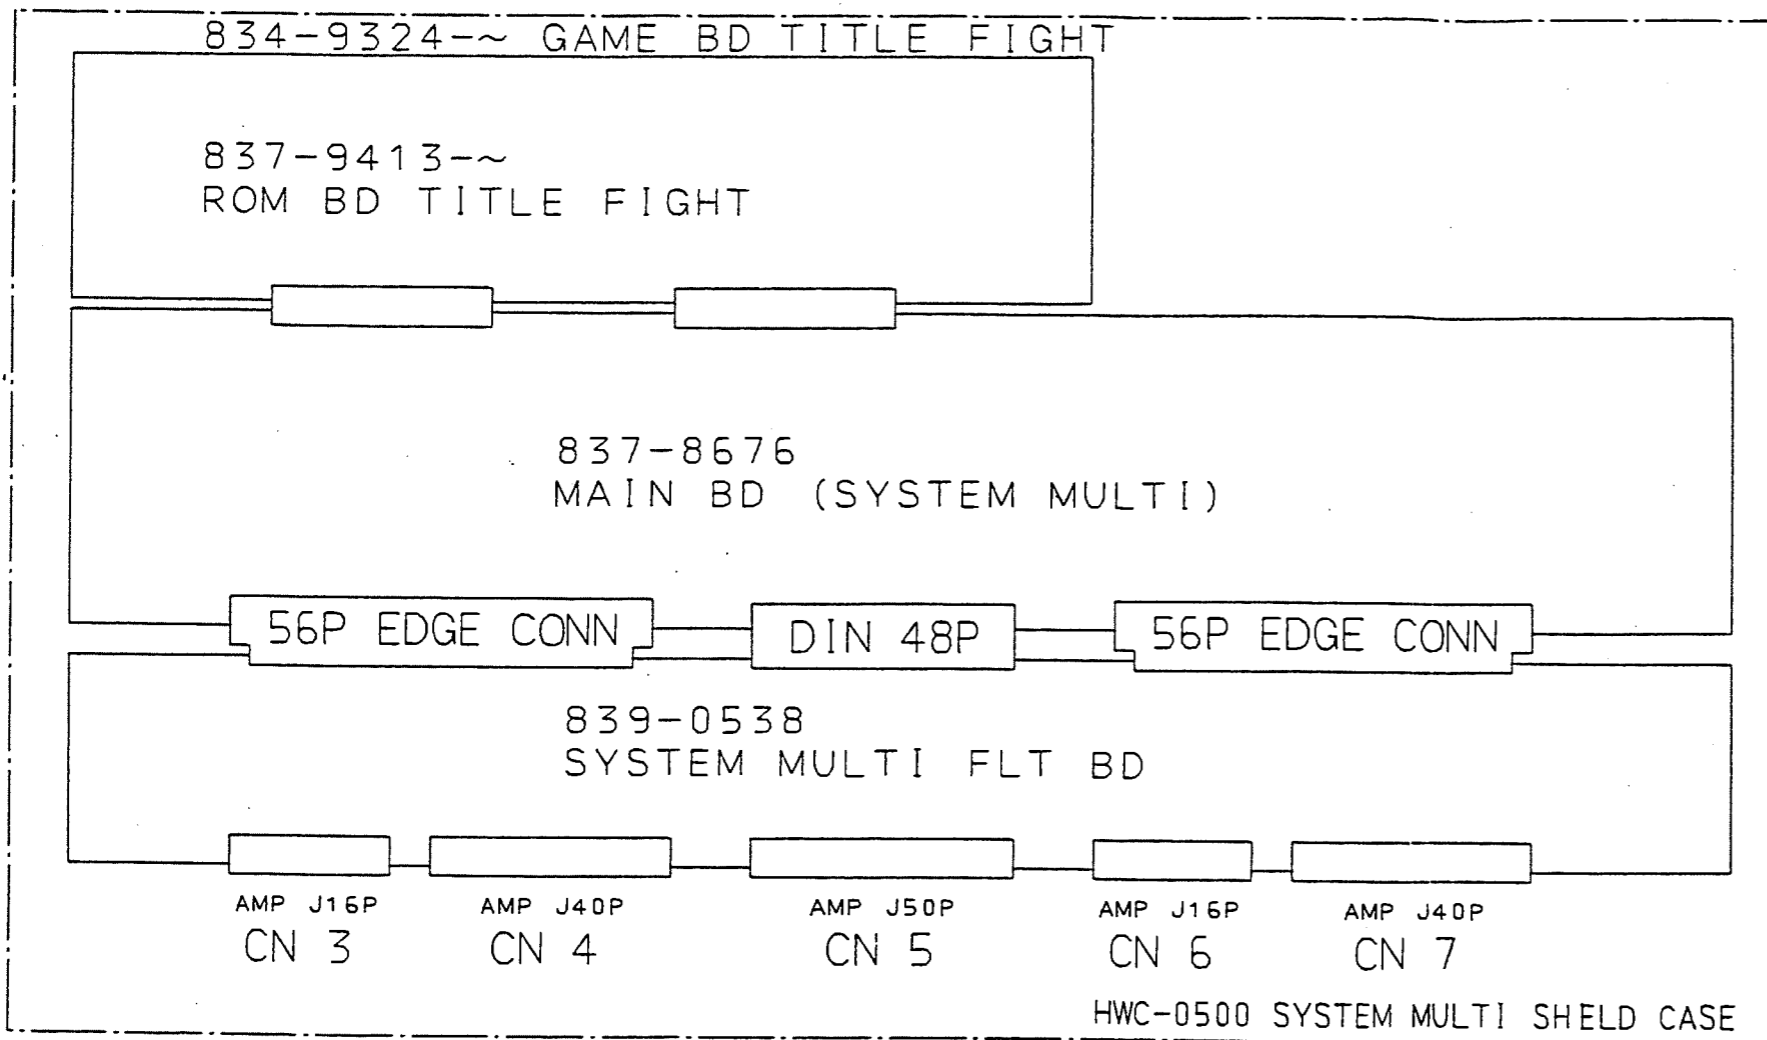 834-9324-~ GAME BD TITLE FIGHT
837-9413-~
ROM BD TITLE FIGHT
837-8676
MAIN BD (SYSTEM MULTI)
56P EDGE CONN DIN 48P 56P EDGE CONN
839-0538
SYSTEM MULTI FLT BD
AMP J16P AMP J40P AMP J50P AMP J16P AMP J40P
CN 3 CN 4 CN 5 CN 6 CN 7
HWC-0500 SYSTEM MULTI SHELD CASE